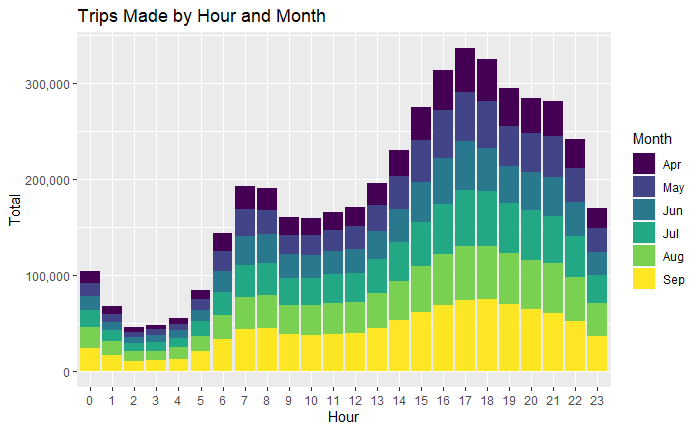 Trips Made by Hour and Month
300,000
200,000
100,000
0
Total
0 1 2 3 4 5 6 7 8 9 10 11 12 13 14 15 16 17 18 19 20 21 22 23
Hour
Month
Apr
May
Jun
Jul
Aug
Sep